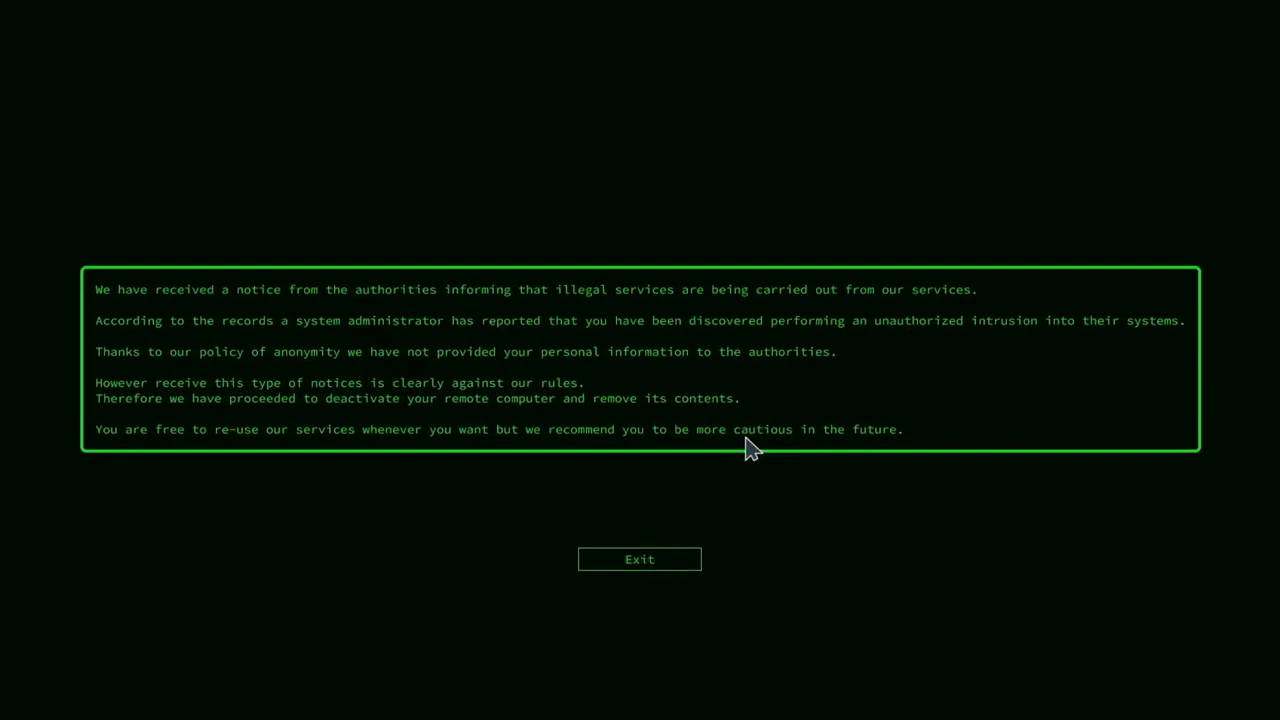 We have received a notice from the authorities informing that illegal services are being carried out from our services.
According to the records a system administrator has reported that you have been discovered performing an unauthorized intrusion into their systems.
Thanks to our policy of anonymity we have not provided your personal information to the authorities.
However receive this type of notices is clearly against our rules.
Therefore we have proceeded to deactivate your remote computer and remove its contents.
You are free to re-use our services whenever you want but we recommend you to be more cautious in the future.
Exit